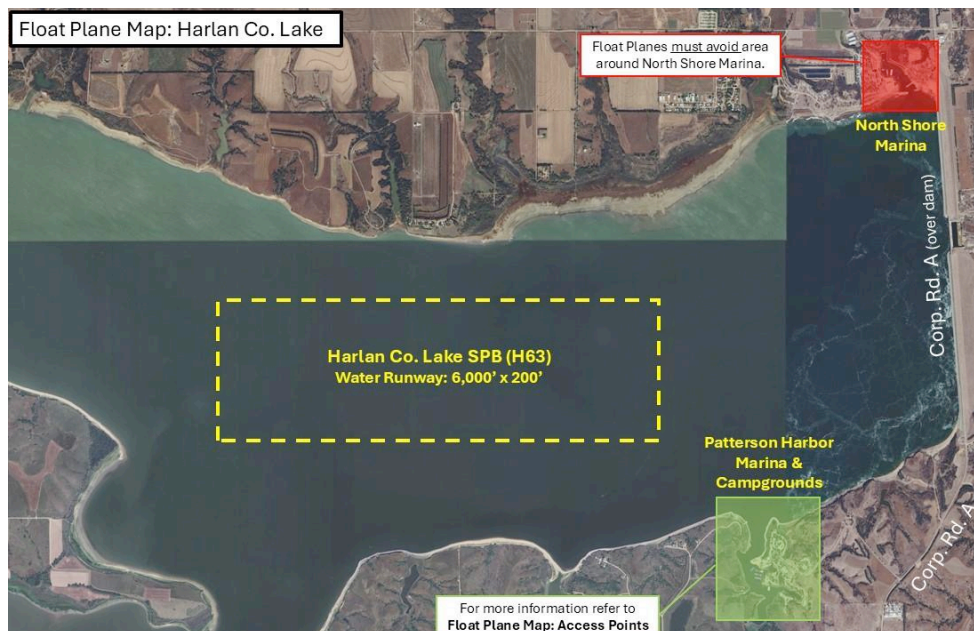 Float Plane Map: Harlan Co. Lake
Float Planes must avoid area
around North Shore Marina.
North Shore
Marina
Corp. Rd. A (over dam)
Harlan Co. Lake SPB (H63)
Water Runway: 6,000’ x 200’
Patterson Harbor
Marina &
Campgrounds
Corp. Rd. A
For more information refer to
Float Plane Map: Access Points